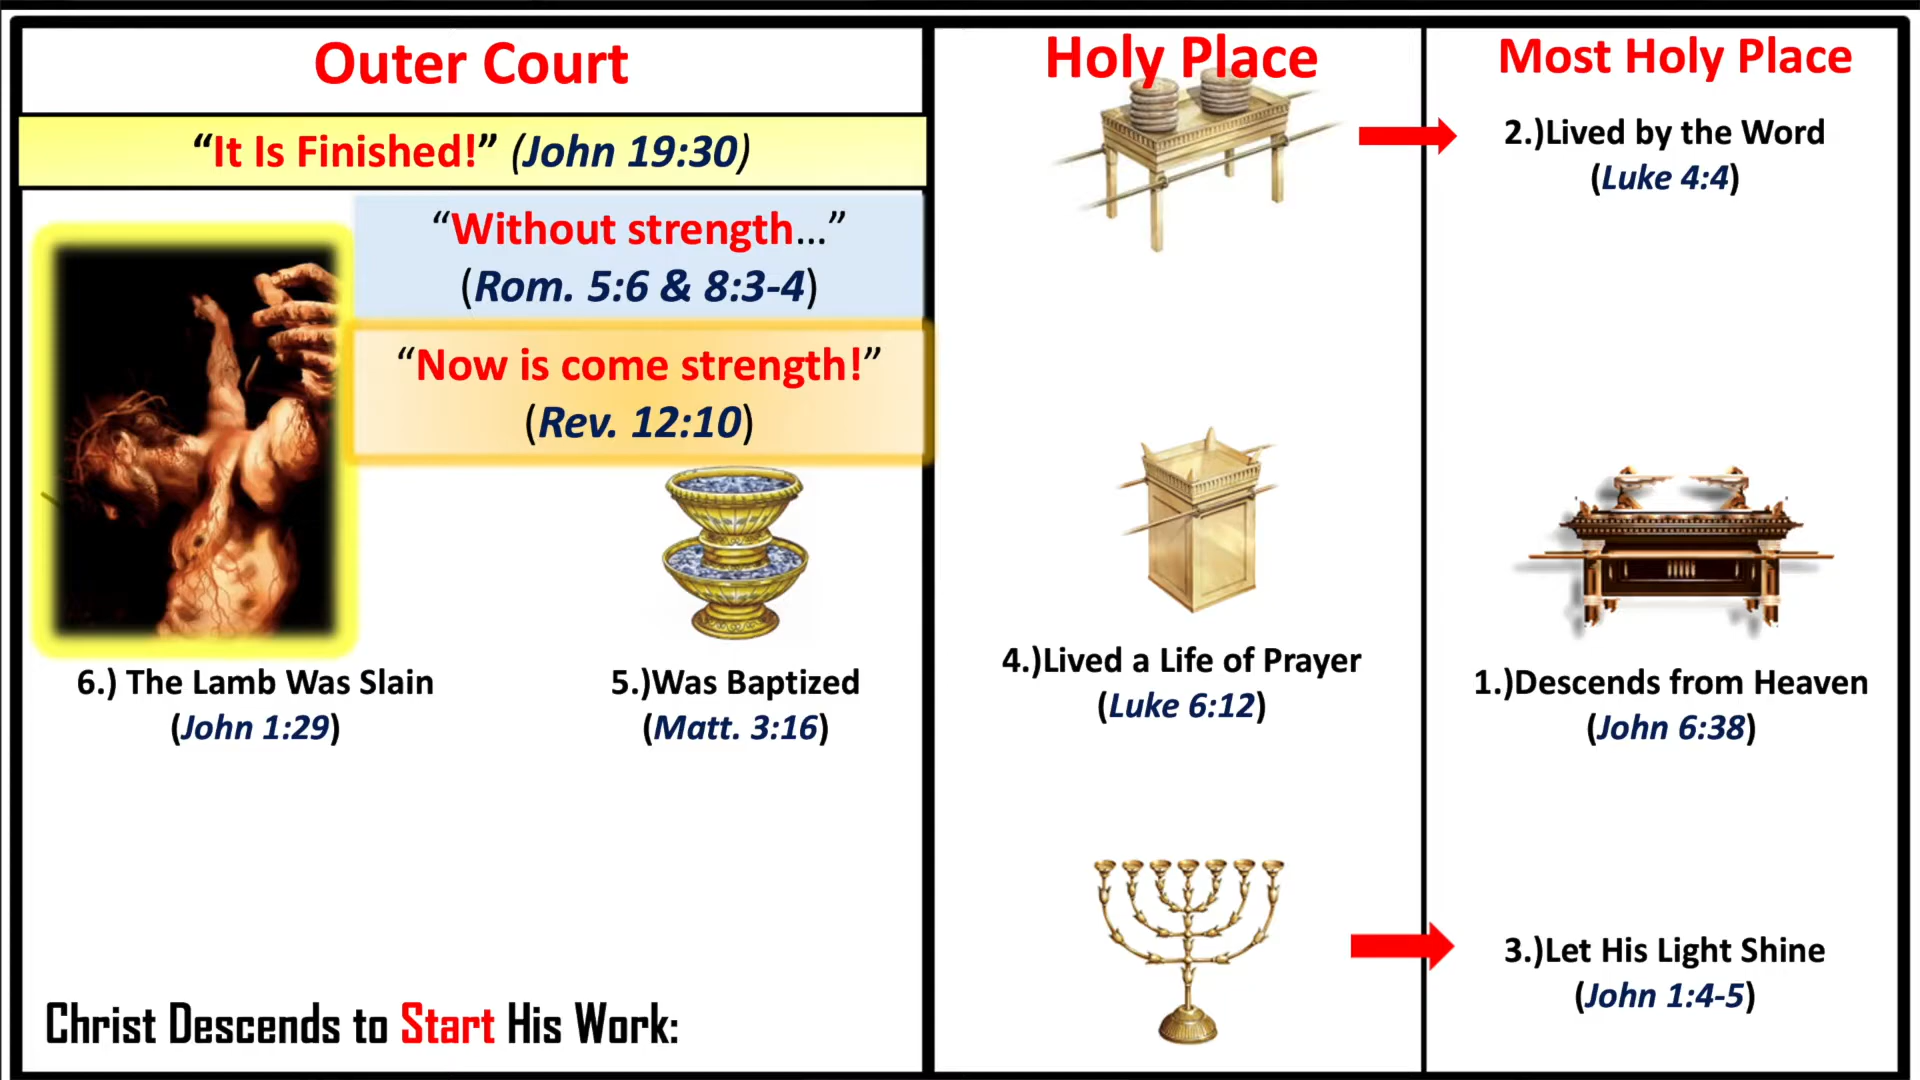 Outer Court
“It Is Finished!” (John 19:30)
“Without strength...”
(Rom. 5:6 & 8:3-4)
“Now is come strength!”
(Rev. 12:10)
6.) The Lamb Was Slain
(John 1:29)
5.)Was Baptized
(Matt. 3:16)
Christ Descends to Start His Work:
Holy Place
4.)Lived a Life of Prayer
(Luke 6:12)
Most Holy Place
2.)Lived by the Word
(Luke 4:4)
1.)Descends from Heaven
(John 6:38)
3.)Let His Light Shine
(John 1:4-5)